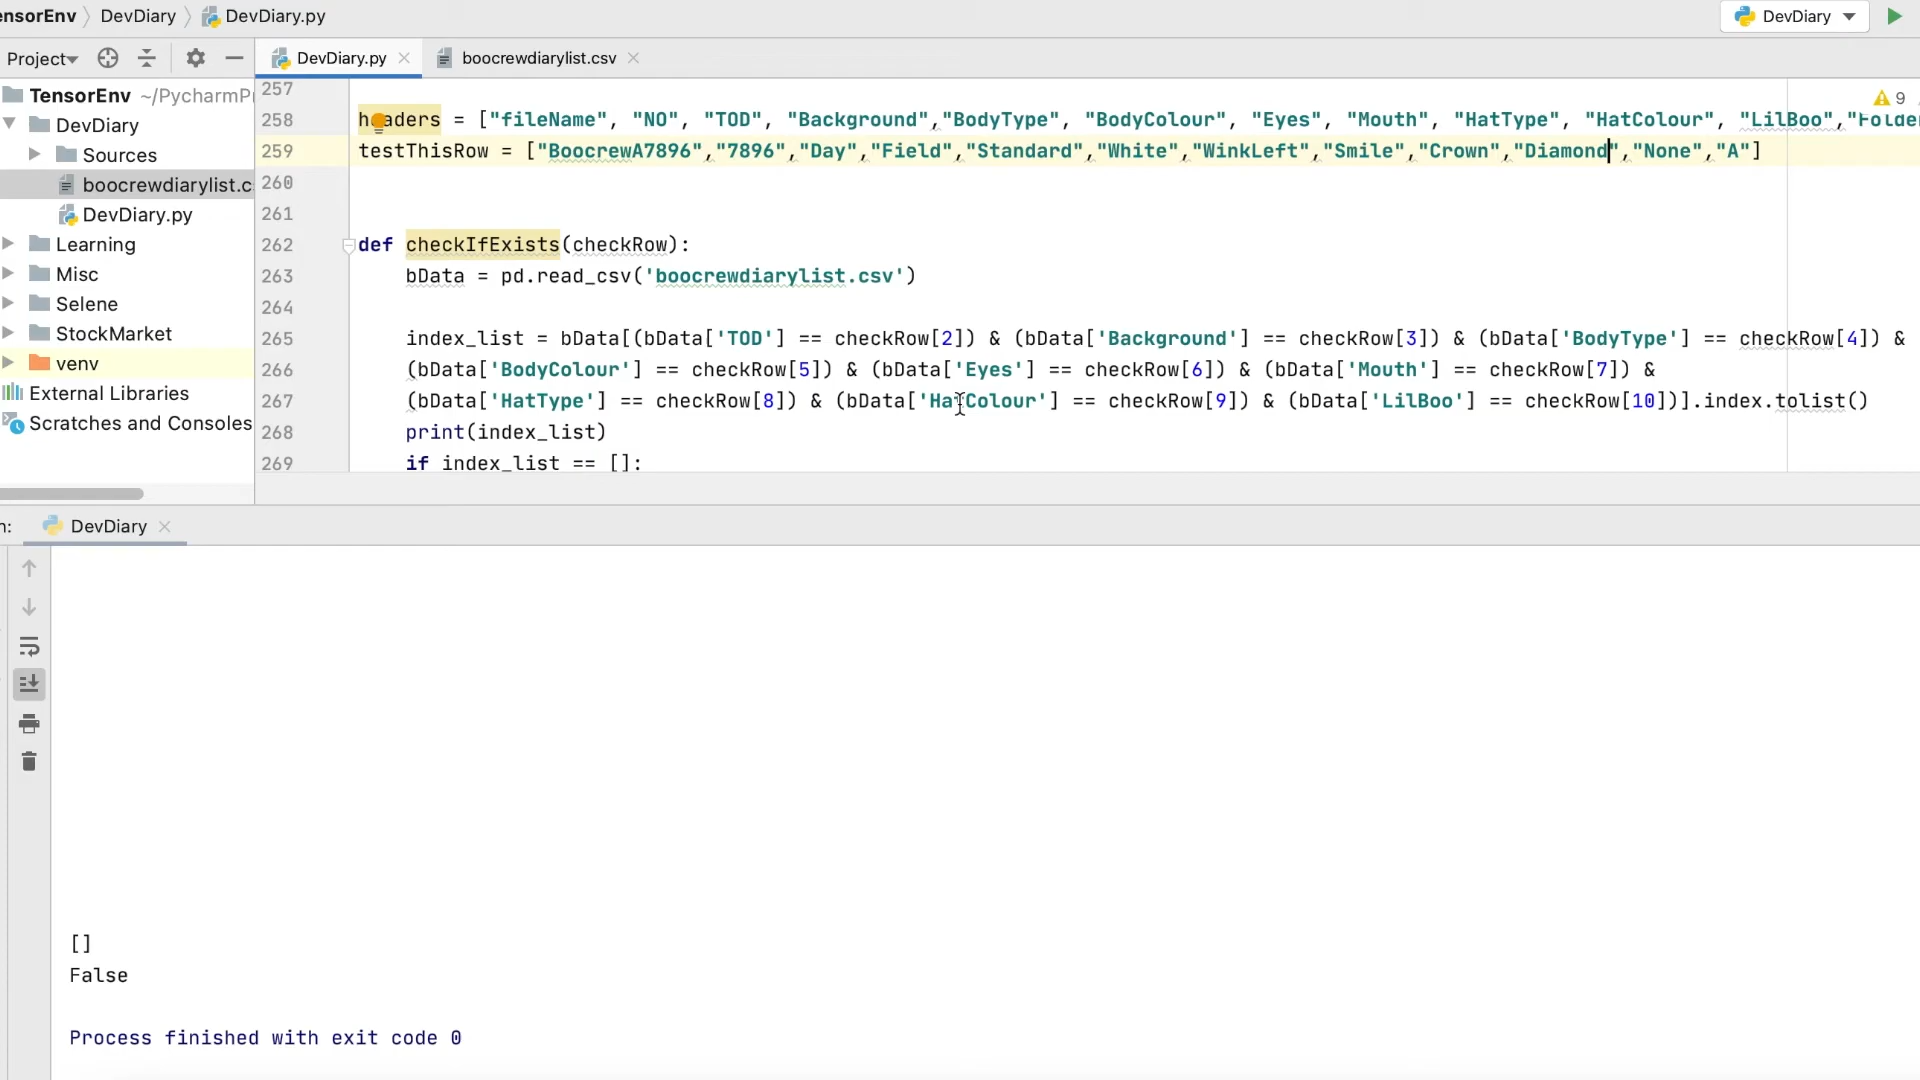 ensorEnv DevDiary DevDiary.py DevDiary
Project DevDiary.py boocrewdiarylist.csv
TensorEnv ~/PycharmP
DevDiary
Sources
boocrewdiarylist.c
DevDiary.py
Learning
Misc
Selene
StockMarket
venv
External Libraries
Scratches and Consoles
9
257
258 headers = ["fileName", "NO", "TOD", "Background","BodyType", "BodyColour", "Eyes", "Mouth", "HatType", "HatColour", "LilBoo","Folde
259 testThisRow = ["BoocrewA7896","7896","Day","Field","Standard","White","WinkLeft","Smile","Crown","Diamond","None","A"]
260
261
262 def checkIfExists(checkRow):
263 bData = pd.read_csv('boocrewdiarylist.csv')
264
265 index_list = bData[(bData['TOD'] == checkRow[2]) & (bData['Background'] == checkRow[3]) & (bData['BodyType'] == checkRow[4]) &
266 (bData['BodyColour'] == checkRow[5]) & (bData['Eyes'] == checkRow[6]) & (bData['Mouth'] == checkRow[7]) &
267 (bData['HatType'] == checkRow[8]) & (bData['HatColour'] == checkRow[9]) & (bData['LilBoo'] == checkRow[10])].index.tolist()
268 print(index_list)
269 if index_list == []:
n: DevDiary
[]
False
Process finished with exit code 0